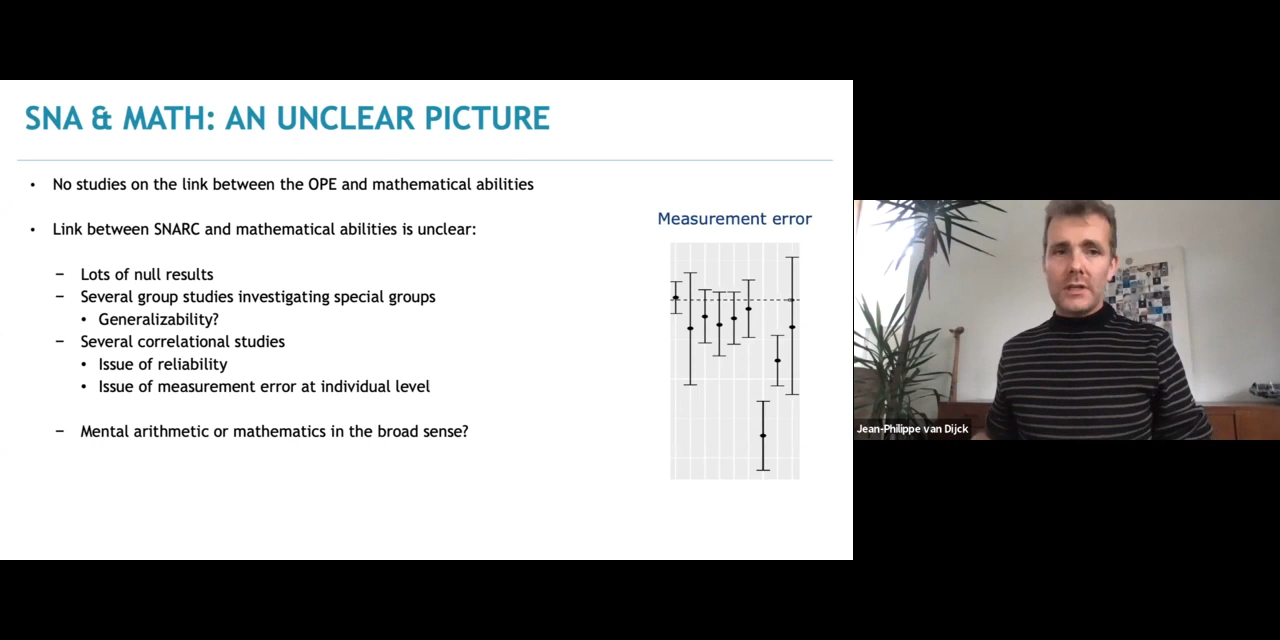 SNA & MATH: AN UNCLEAR PICTURE
• No studies on the link between the OPE and mathematical abilities
• Link between SNARC and mathematical abilities is unclear:
– Lots of null results
– Several group studies investigating special groups
• Generalizability?
– Several correlational studies
• Issue of reliability
• Issue of measurement error at individual level
– Mental arithmetic or mathematics in the broad sense?
Measurement error
Jean-Philippe van Dijck